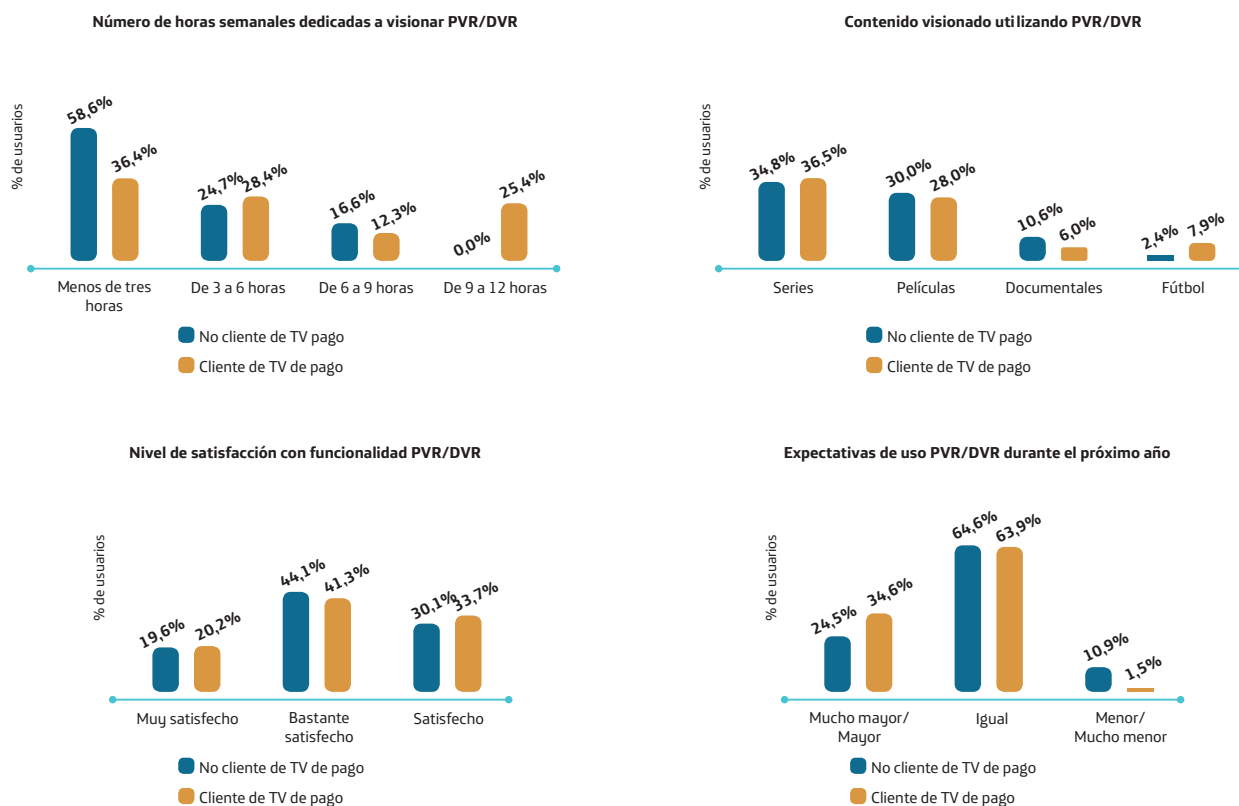 Número de horas semanales dedicadas a visionar PVR/DVR
% de usuarios
58,6%
36,4%
24,7%
28,4%
16,6%
12,3%
0,0%
25,4%
Menos de tres
horas
De 3 a 6 horas
De 6 a 9 horas
De 9 a 12 horas
No cliente de TV pago
Cliente de TV de pago
Contenido visionado utilizando PVR/DVR
% de usuarios
34,8%
36,5%
30,0%
28,0%
10,6%
6,0%
2,4%
7,9%
Series
Películas
Documentales
Fútbol
No cliente de TV pago
Cliente de TV de pago
Nivel de satisfacción con funcionalidad PVR/DVR
% de usuarios
19,6%
20,2%
44,1%
41,3%
30,1%
33,7%
Muy satisfecho
Bastante
satisfecho
Satisfecho
No cliente de TV de pago
Cliente de TV de pago
Expectativas de uso PVR/DVR durante el próximo año
% de usuarios
24,5%
34,6%
64,6%
63,9%
10,9%
1,5%
Mucho mayor/
Mayor
Igual
Menor/
Mucho menor
No cliente de TV de pago
Cliente de TV de pago